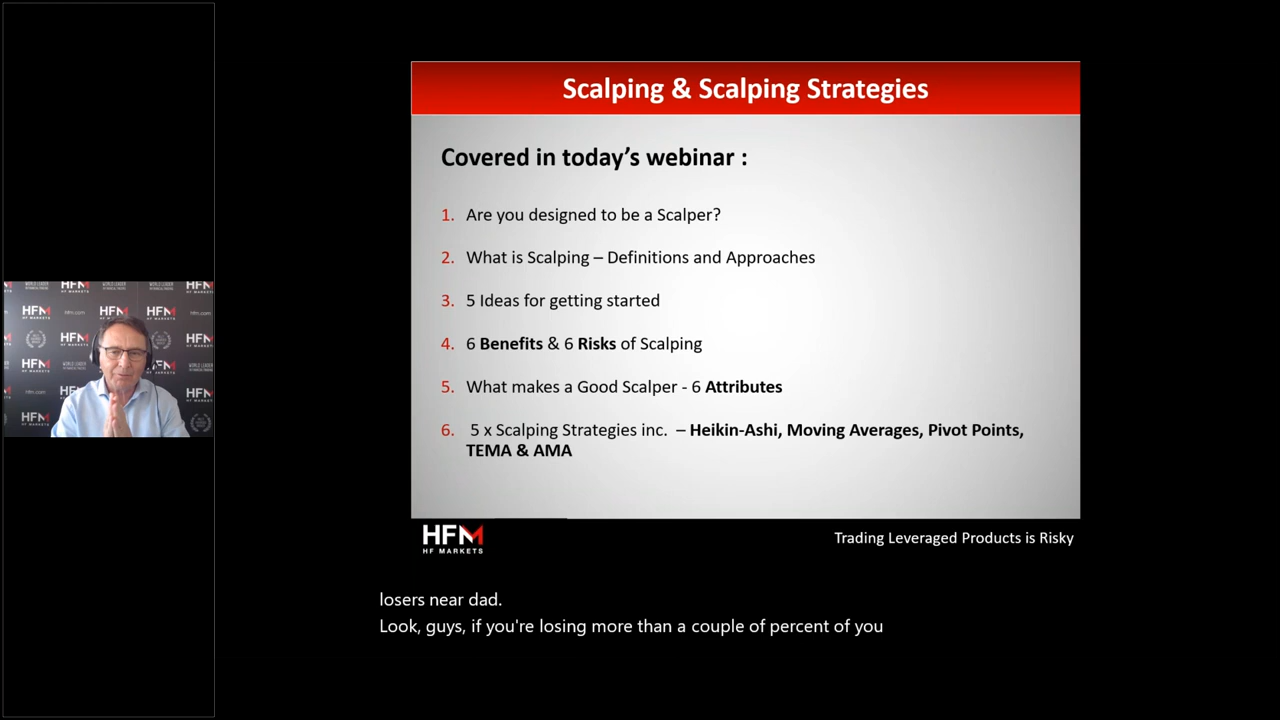 Scalping & Scalping Strategies
Covered in today's webinar :
1. Are you designed to be a Scalper?
2. What is Scalping – Definitions and Approaches
3. 5 Ideas for getting started
4. 6 Benefits & 6 Risks of Scalping
5. What makes a Good Scalper - 6 Attributes
6. 5 x Scalping Strategies inc. – Heikin-Ashi, Moving Averages, Pivot Points,
TEMA & AMA
HFM
HF MARKETS
Trading Leveraged Products is Risky
losers near dad.
Look, guys, if you're losing more than a couple of percent of you